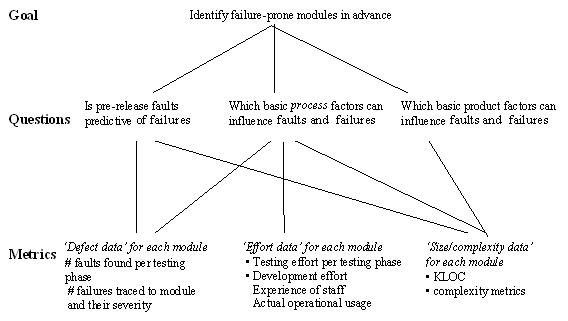 Goal
Identify failure-prone modules in advance
Questions
Is pre-release faults
predictive of failures
Which basic process factors can
influence faults and failures
Which basic product factors can
influence faults and failures
Metrics
‘Defect data’ for each module
# faults found per testing
phase
# failures traced to module
and their severity
‘Effort data’ for each module
• Testing effort per testing phase
• Development effort
Experience of staff
Actual operational usage
‘Size/complexity data’
for each module
• KLOC
• complexity metrics